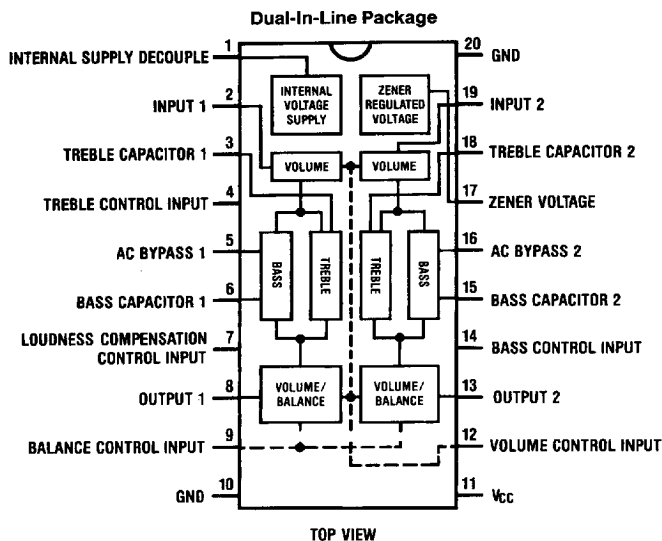 Dual-In-Line Package
1
20
INTERNAL SUPPLY DECOUPLE
GND
INTERNAL
VOLTAGE
SUPPLY
ZENER
REGULATED
VOLTAGE
2
19
INPUT 1
INPUT 2
3
18
TREBLE CAPACITOR 1
VOLUME
VOLUME
TREBLE CAPACITOR 2
4
17
TREBLE CONTROL INPUT
ZENER VOLTAGE
5
16
AC BYPASS 1
BASS
TREBLE
TREBLE
BASS
AC BYPASS 2
6
15
BASS CAPACITOR 1
BASS CAPACITOR 2
7
14
LOUDNESS COMPENSATION
CONTROL INPUT
BASS CONTROL INPUT
8
13
OUTPUT 1
VOLUME/
BALANCE
VOLUME/
BALANCE
OUTPUT 2
9
12
BALANCE CONTROL INPUT
VOLUME CONTROL INPUT
10
11
GND
VCC
TOP VIEW